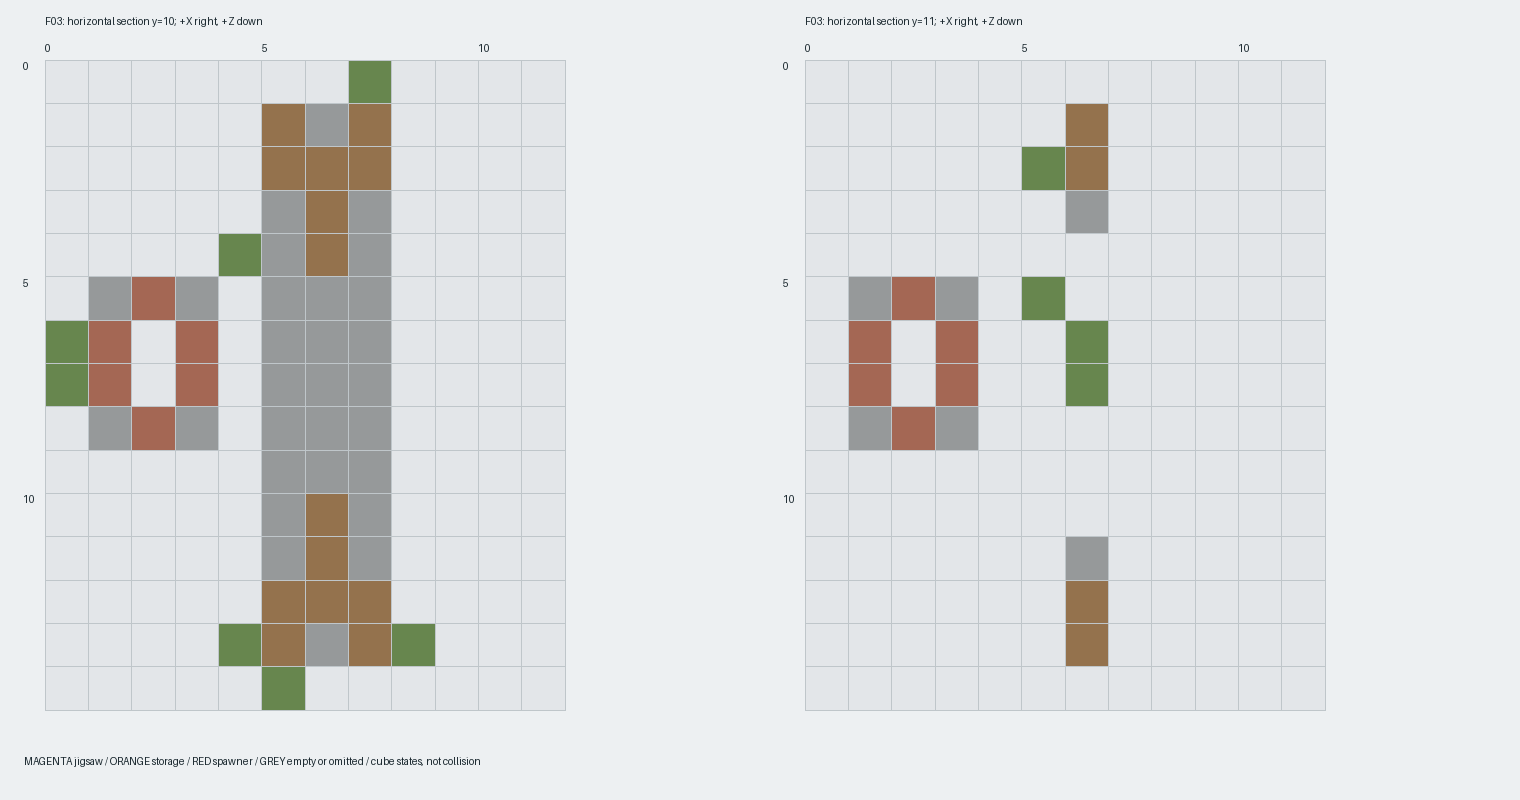 F03: horizontal section y=10; +X right, +Z down
F03: horizontal section y=11; +X right, +Z down
0 5 10
0 5 10
0 0
5 5
10 10
MAGENTA jigsaw / ORANGE storage / RED spawner / GREY empty or omitted / cube states, not collision